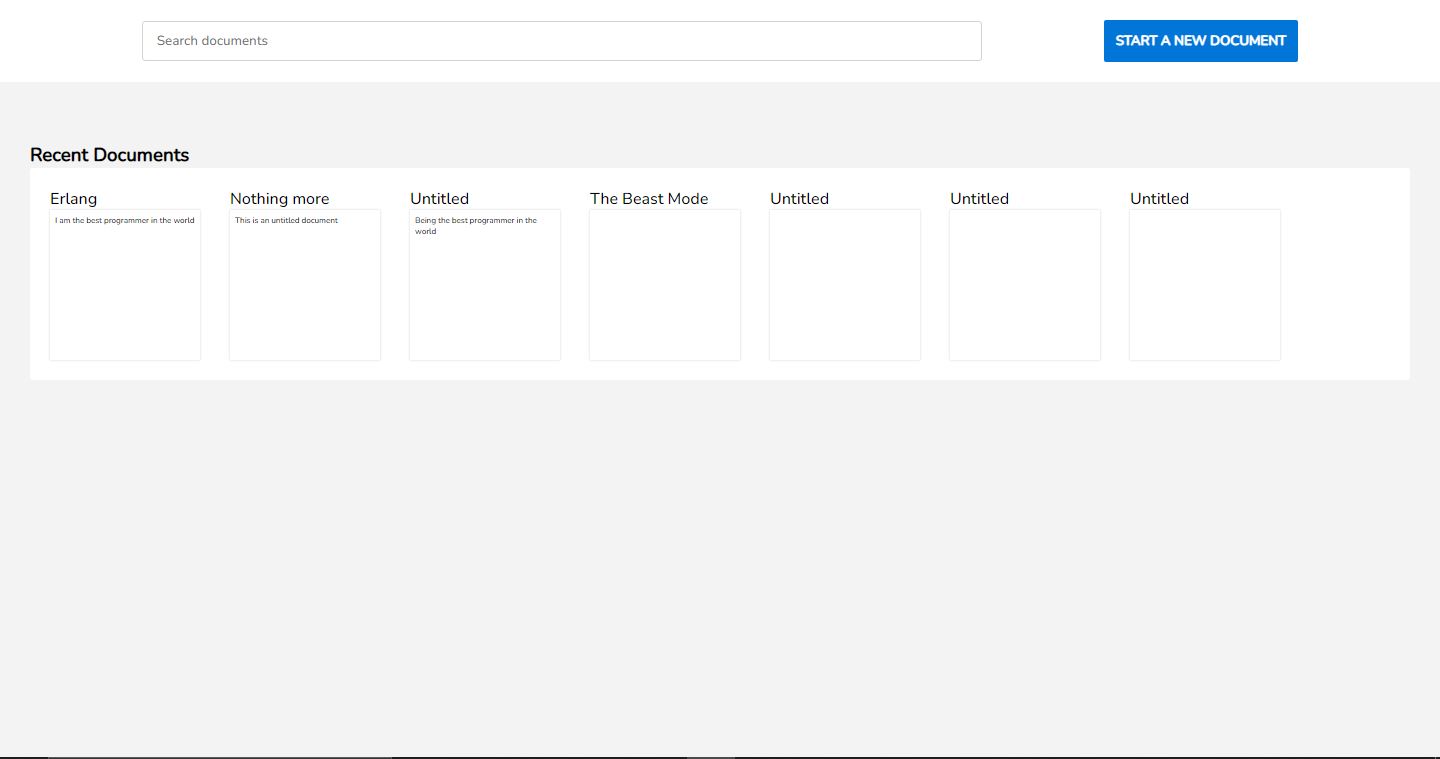 Search documents
START A NEW DOCUMENT
Recent Documents
Erlang
I am the best programmer in the world
Nothing more
This is an untitled document
Untitled
Being the best programmer in the
world
The Beast Mode
Untitled
Untitled
Untitled